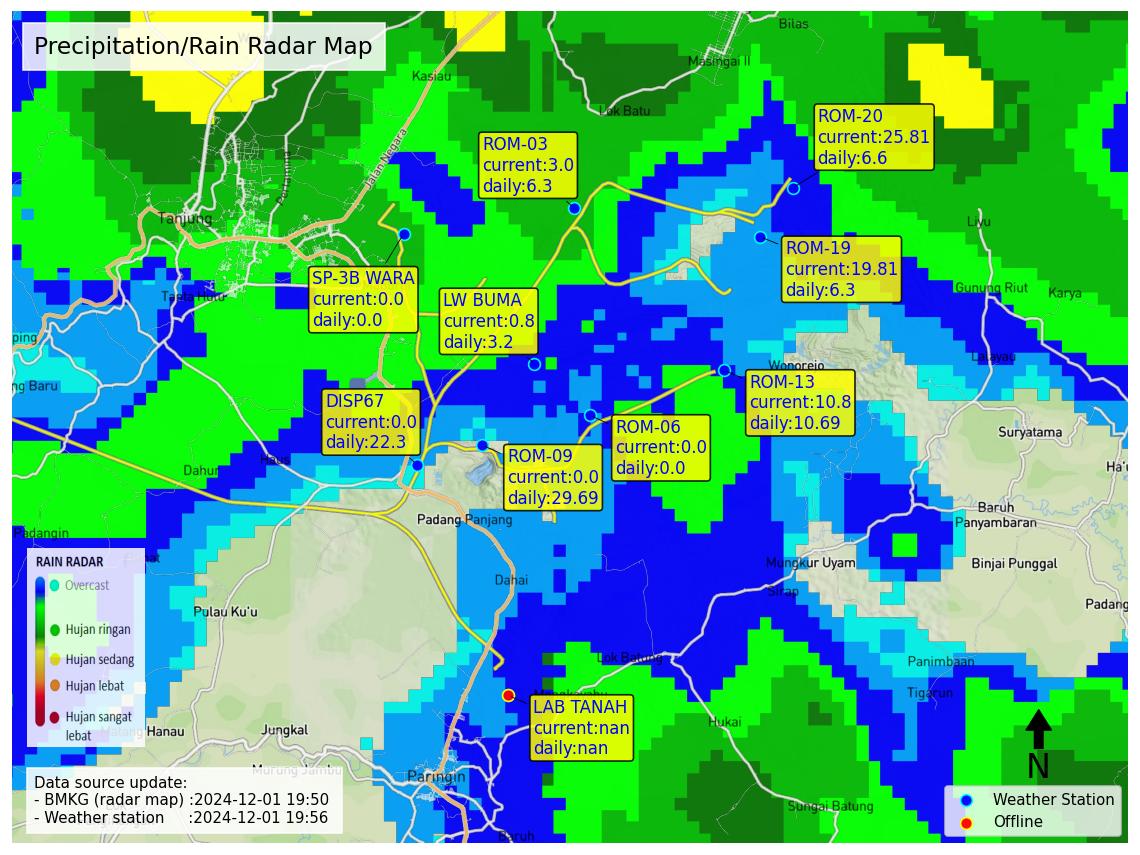 Precipitation/Rain Radar Map
Bilas
Masingai II
Kasiau
Lok Batu
ROM-20
current:25.81
daily:6.6
ROM-03
current:3.0
daily:6.3
Jalan Negara
Tanjung
Liyu
ROM-19
current:19.81
daily:6.3
SP-3B WARA
current:0.0
daily:0.0
Tanta Hulu
LW BUMA
current:0.8
daily:3.2
Gunung Riut
Karya
ping
Lalayau
Wonorejo
ng Baru
ROM-13
current:10.8
daily:10.69
DISP67
current:0.0
daily:22.3
ROM-06
current:0.0
daily:0.0
Suryatama
Haus
Dahur
ROM-09
current:0.0
daily:29.69
Ha'u
Padang Panjang
Baruh
Panyambaran
Padangin
RAIN RADAR
Overcast
Hujan ringan
Hujan sedang
Hujan lebat
Hujan sangat
lebat
Mungkur Uyam
Binjai Punggal
Dahai
Sirap
Pulau Ku'u
Padang
Lok Batung
Panimbaan
Tigarun
LAB TANAH
current:nan
daily:nan
Hanau
Jungkal
Hukai
N
Murung Jambu
Paringin
Data source update:
- BMKG (radar map) :2024-12-01 19:50
- Weather station :2024-12-01 19:56
Sungai Batung
Weather Station
Offline
Baruh